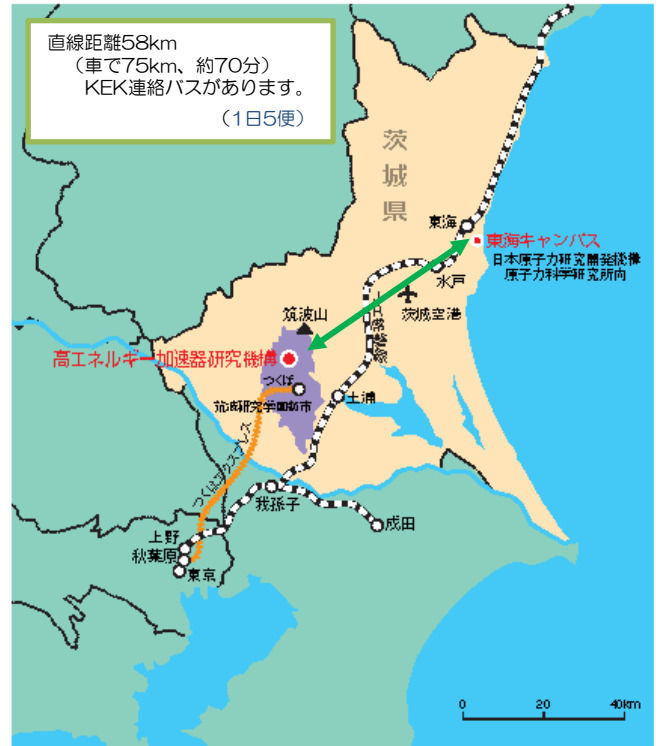 直線距離58km
(車で75km、約70分)
KEK連絡バスがあります。
(1日5便)
茨城県
東海
東海キャンパス
日本原子力研究開発機構
原子力科学研究所内
水戸
茨城空港
筑波山
高エネルギー加速器研究機構
つくば
筑波研究学園都市
土浦
つくばエクスプレス
我孫子
成田
上野
秋葉原
東京
0 20 40km